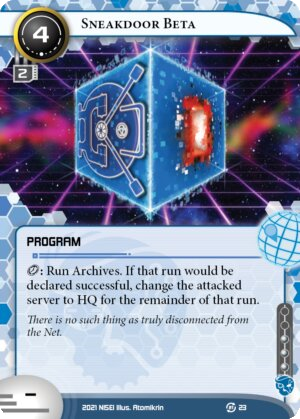 Sneakdoor Beta
4
2
PROGRAM
: Run Archives. If that run would be
declared successful, change the attacked
server to HQ for the remainder of that run.
There is no such thing as truly disconnected from
the Net.
–
2021 NISEI Illus. Atomikrin
23